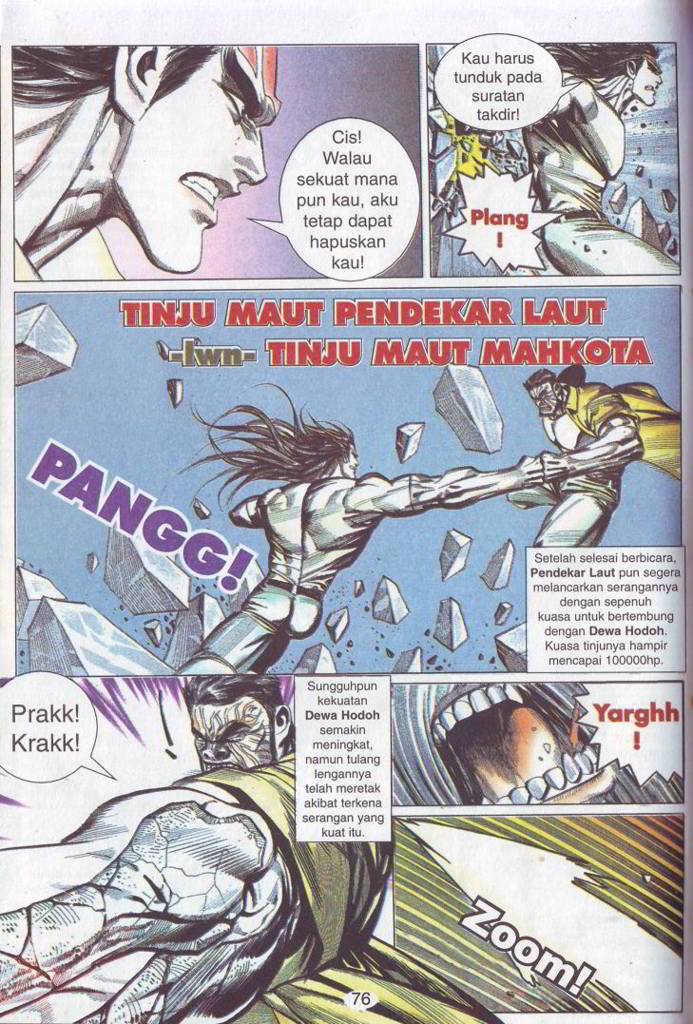 Cis!
Walau
sekuat mana
pun kau, aku
tetap dapat
hapuskan
kau!
Kau harus
tunduk pada
suratan
takdir!
Plang
!
TINJU MAUT PENDEKAR LAUT
-lwn- TINJU MAUT MAHKOTA
PANGG!
Setelah selesai berbicara,
Pendekar Laut pun segera
melancarkan serangannya
dengan sepenuh
kuasa untuk bertembung
dengan Dewa Hodoh.
Kuasa tinjunya hampir
mencapai 100000hp.
Prakk!
Krakk!
!
Sungguhpun
kekuatan
Dewa Hodoh
semakin
meningkat,
namun tulang
lengannya
telah meretak
akibat terkena
serangan yang
kuat itu.
Yarghh
!
Zoom!
76